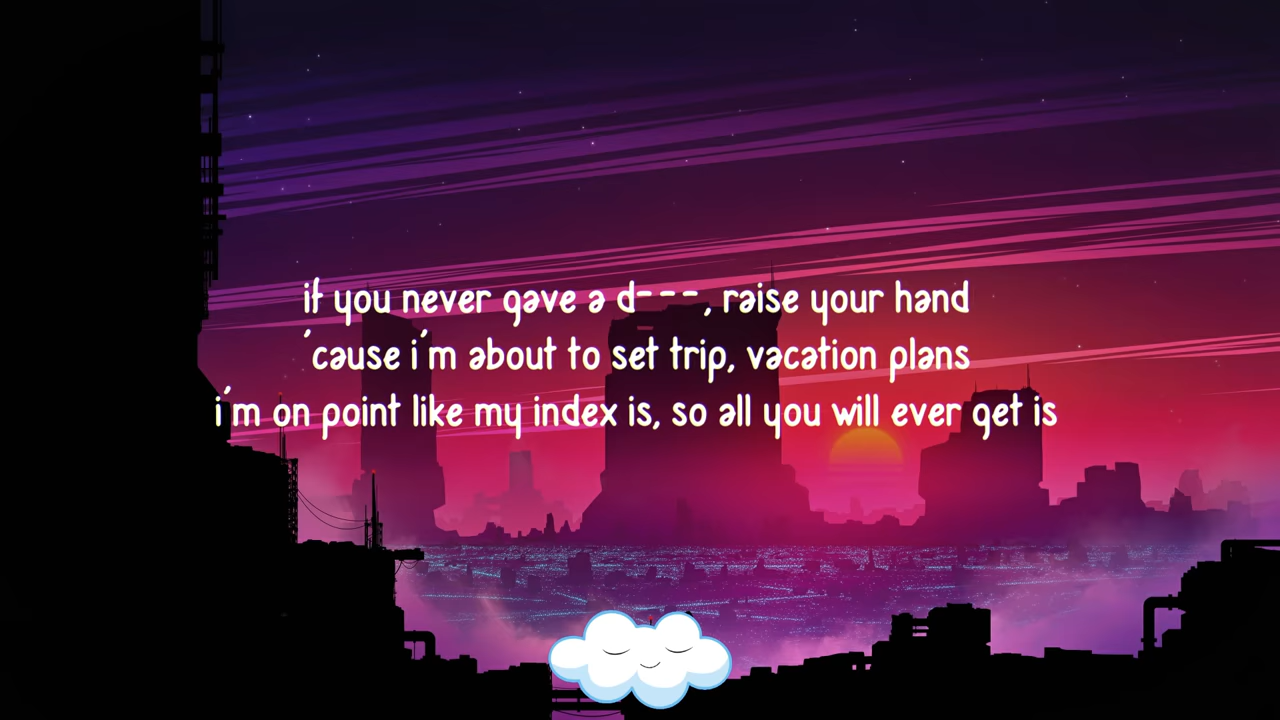 if you never gave a d---, raise your hand
'cause i'm about to set trip, vacation plans
i'm on point like my index is, so all you will ever get is